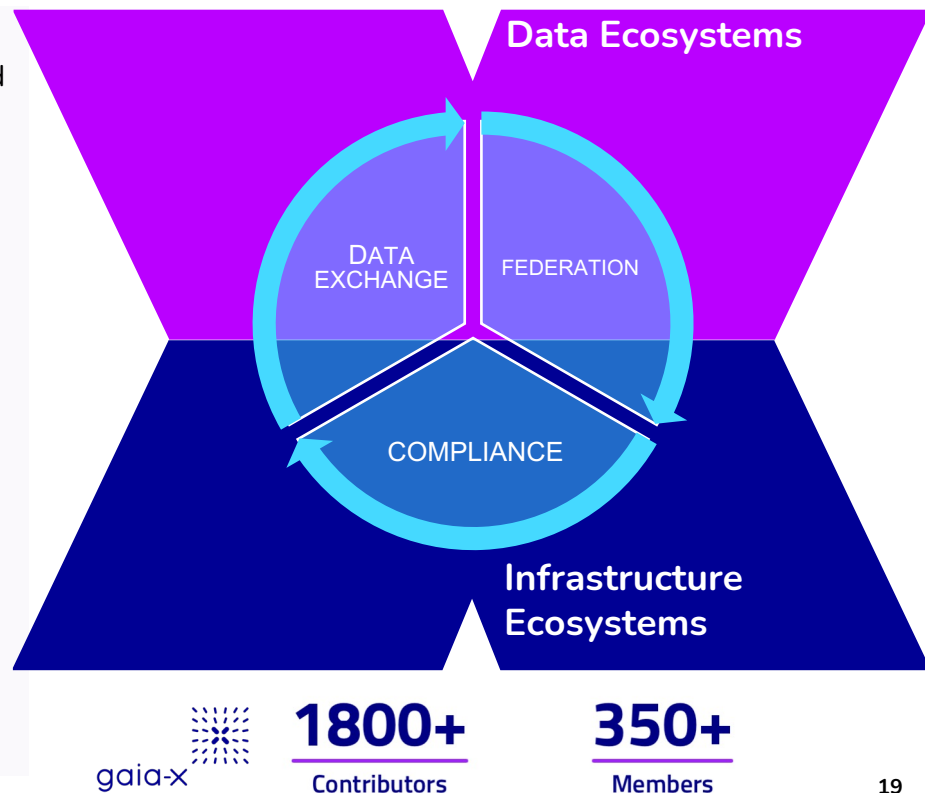 Data Ecosystems
d
DATA
EXCHANGE
FEDERATION
COMPLIANCE
Infrastructure
Ecosystems
gaia-x
1800+
Contributors
350+
Members
19